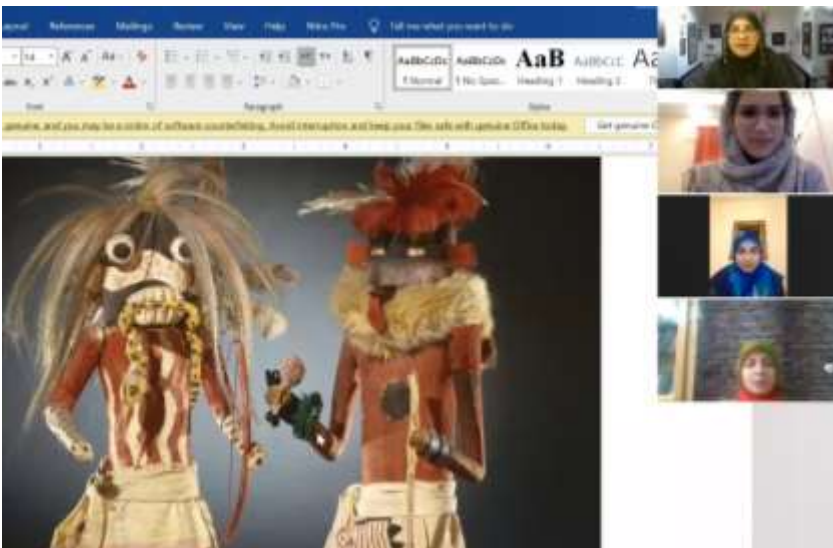 References Mailings Review View Help Nitro Pro Tell me what you want to do
14 Aa
AaBbCcDc AaBbCcDc AaB AaBbCcC Aa
¶ Normal ¶ No Spac... Heading 1 Heading 2
Font Paragraph Styles
genuine, and you may be a victim of software counterfeiting. Avoid interruption and keep your files safe with genuine Office today. Get genuine